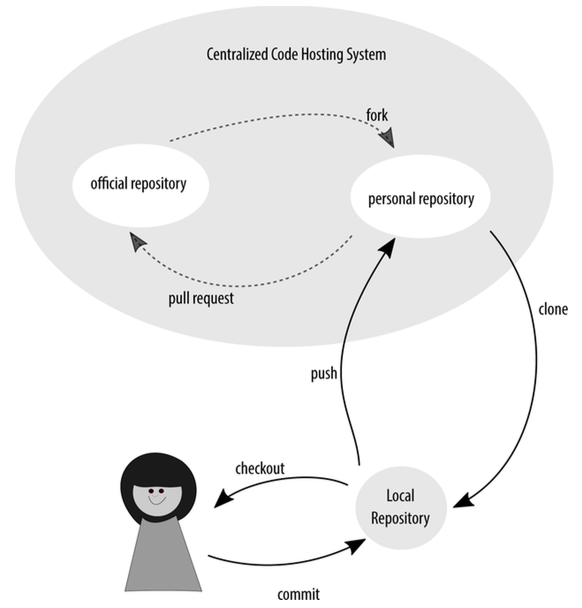 Centralized Code Hosting System
fork
official repository
personal repository
pull request
clone
push
checkout
Local
Repository
commit